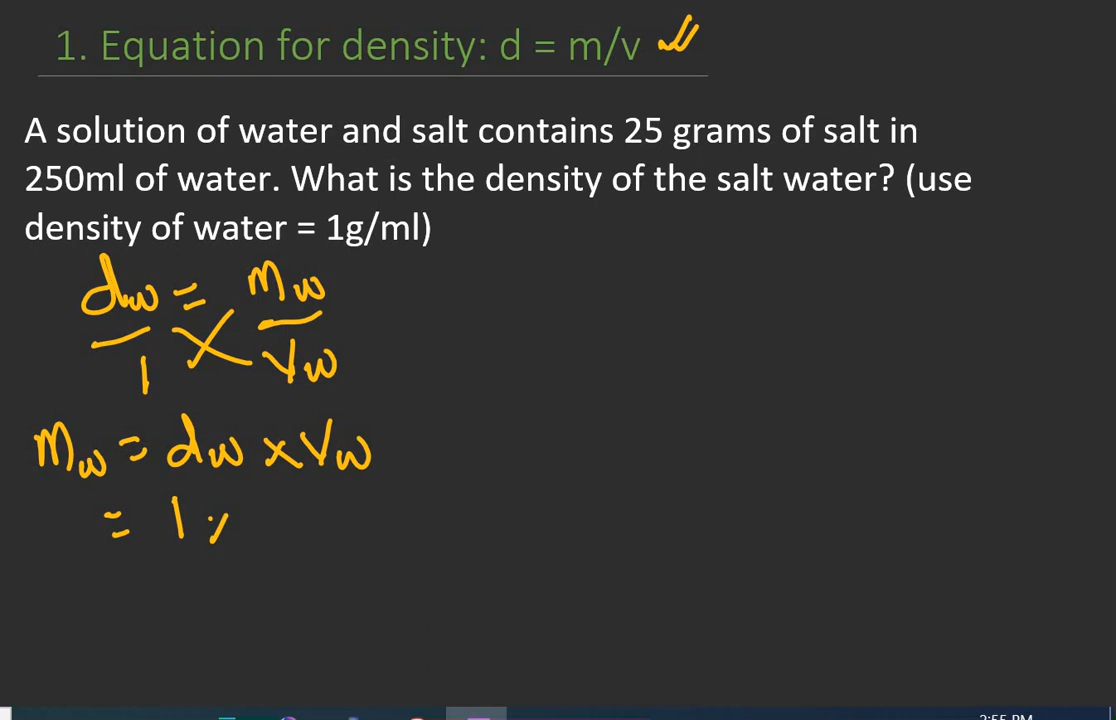 1. Equation for density: d = m/v
A solution of water and salt contains 25 grams of salt in
250ml of water. What is the density of the salt water? (use
density of water = 1g/ml)
dw = mw
1 vw
mw = dw x vw
= 1 x